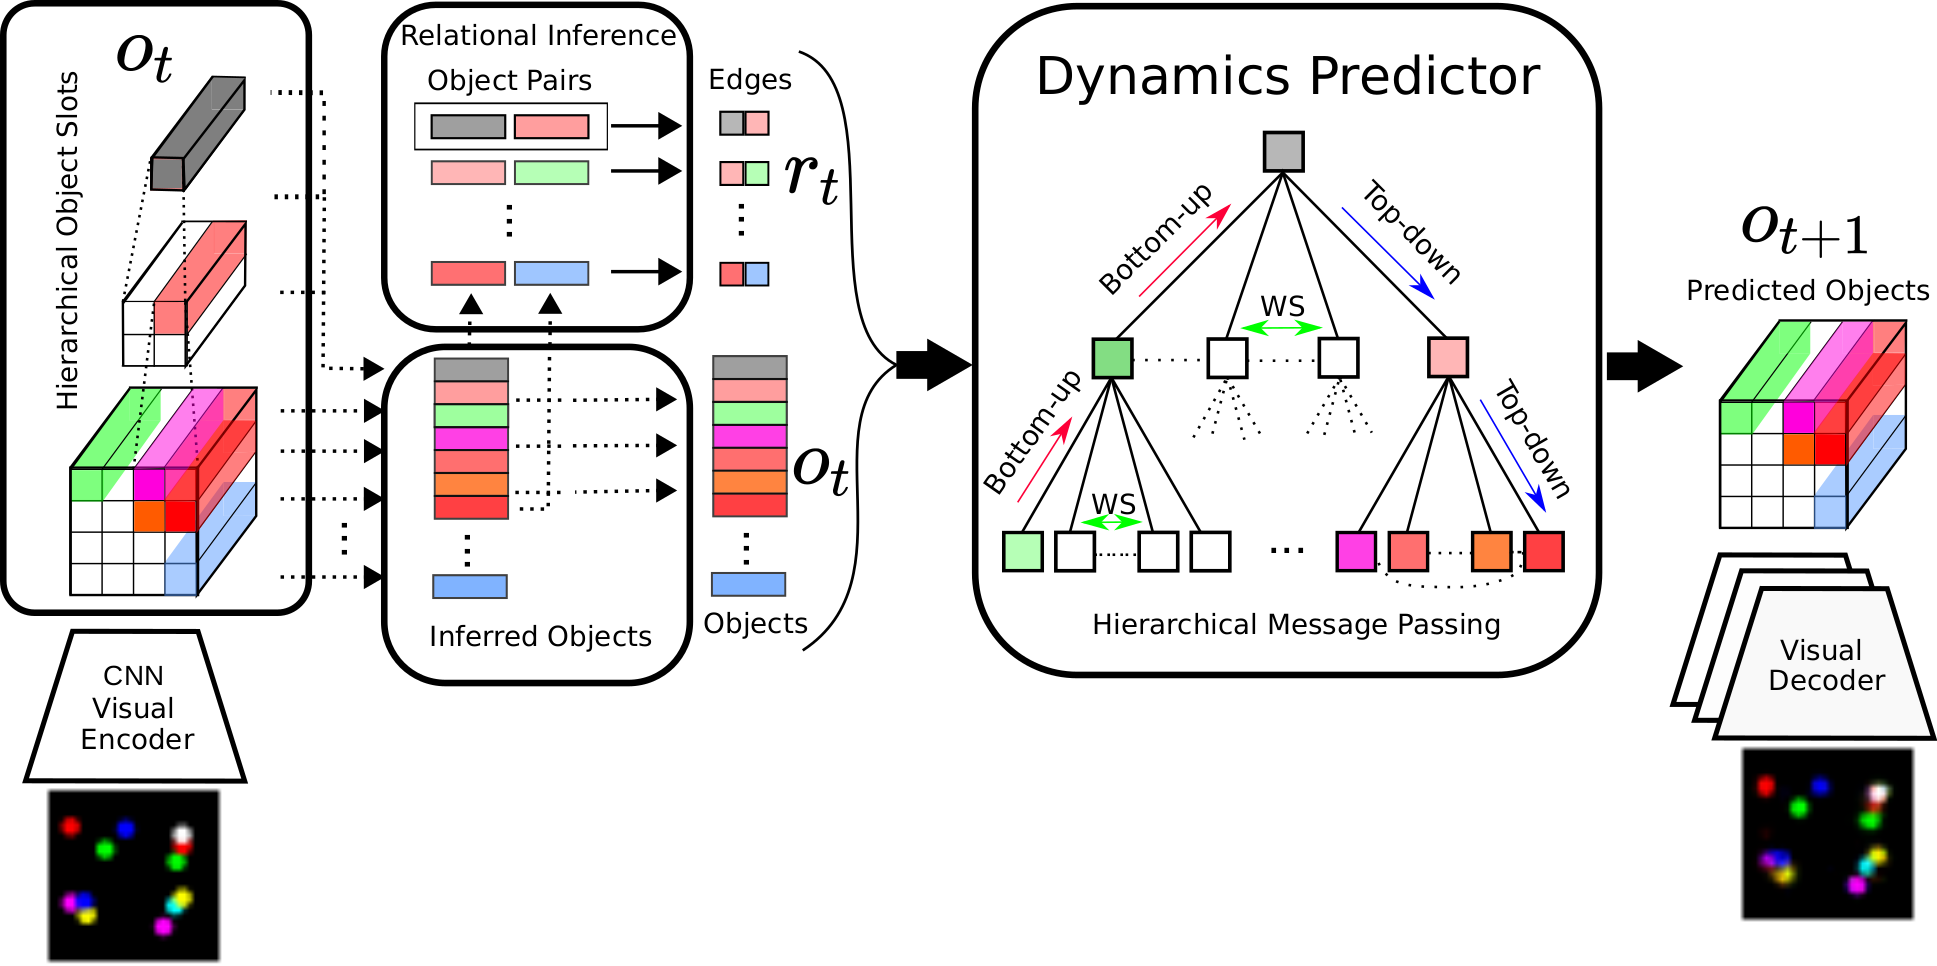 Hierarchical Object Slots
o_t
CNN
Visual
Encoder
Relational Inference
Object Pairs
Edges
r_t
Inferred Objects
o_t
Objects
Dynamics Predictor
Bottom-up
Top-down
WS
Bottom-up
WS
Top-down
...
Hierarchical Message Passing
o_{t+1}
Predicted Objects
Visual
Decoder